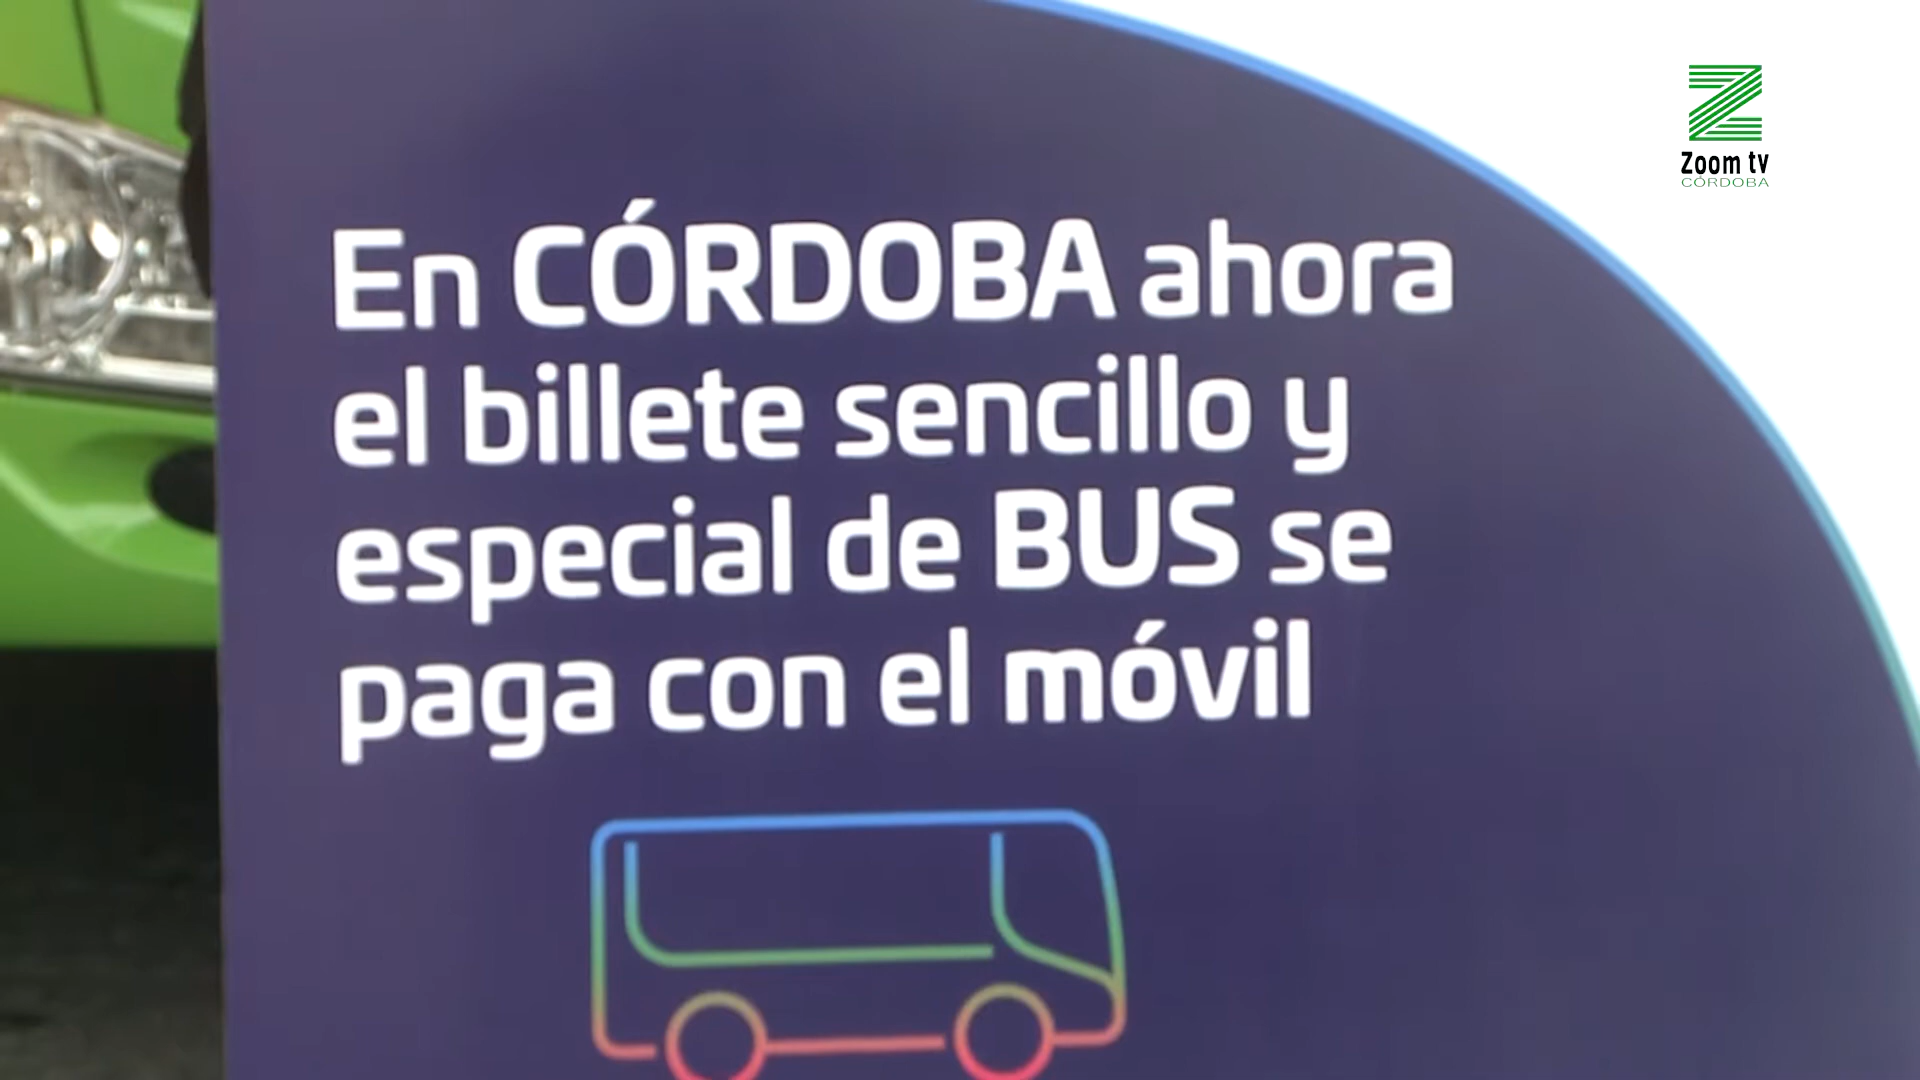 Zoom tv
CÓRDOBA
En CÓRDOBA ahora
el billete sencillo y
especial de BUS se
paga con el móvil